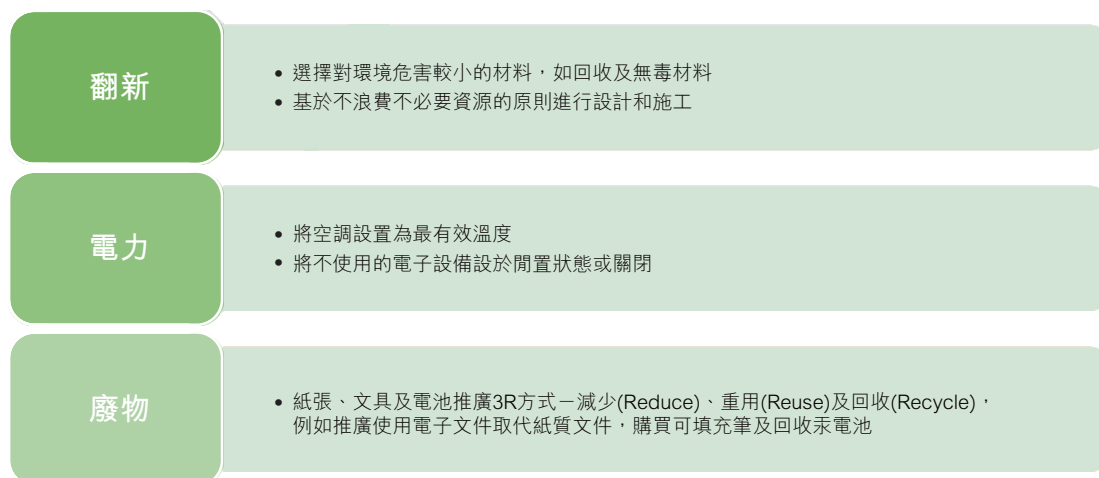 翻新
• 選擇對環境危害較小的材料，如回收及無毒材料
• 基於不浪費不必要資源的原則進行設計和施工
電力
• 將空調設置為最有效溫度
• 將不使用的電子設備設於閒置狀態或關閉
廢物
• 紙張、文具及電池推廣3R方式－減少(Reduce)、重用(Reuse)及回收(Recycle)，
例如推廣使用電子文件取代紙質文件，購買可填充筆及回收汞電池